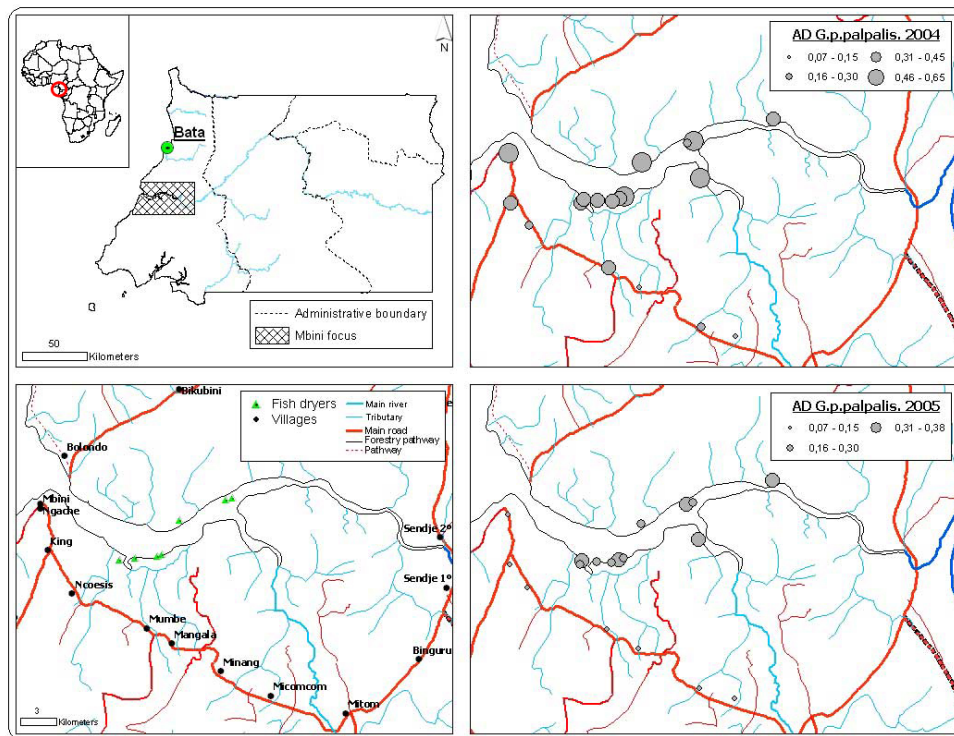 N
Bata
Administrative boundary
Mbini focus
50
Kilometers
AD G.p.palpalis. 2004
0,07 - 0,15
0,31 - 0,45
0,16 - 0,30
0,46 - 0,65
Bikubini
Fish dryers
Villages
Main river
Tributary
Main road
Forestry pathway
Pathway
Bolondo
Mbini
Ngache
King
Ncoesis
Mumbe
Mangala
Minang
Micomcom
Mitom
Binguru
Sendje 1º
Sendje 2º
3
Kilometers
AD G.p.palpalis. 2005
0,07 - 0,15
0,31 - 0,38
0,16 - 0,30